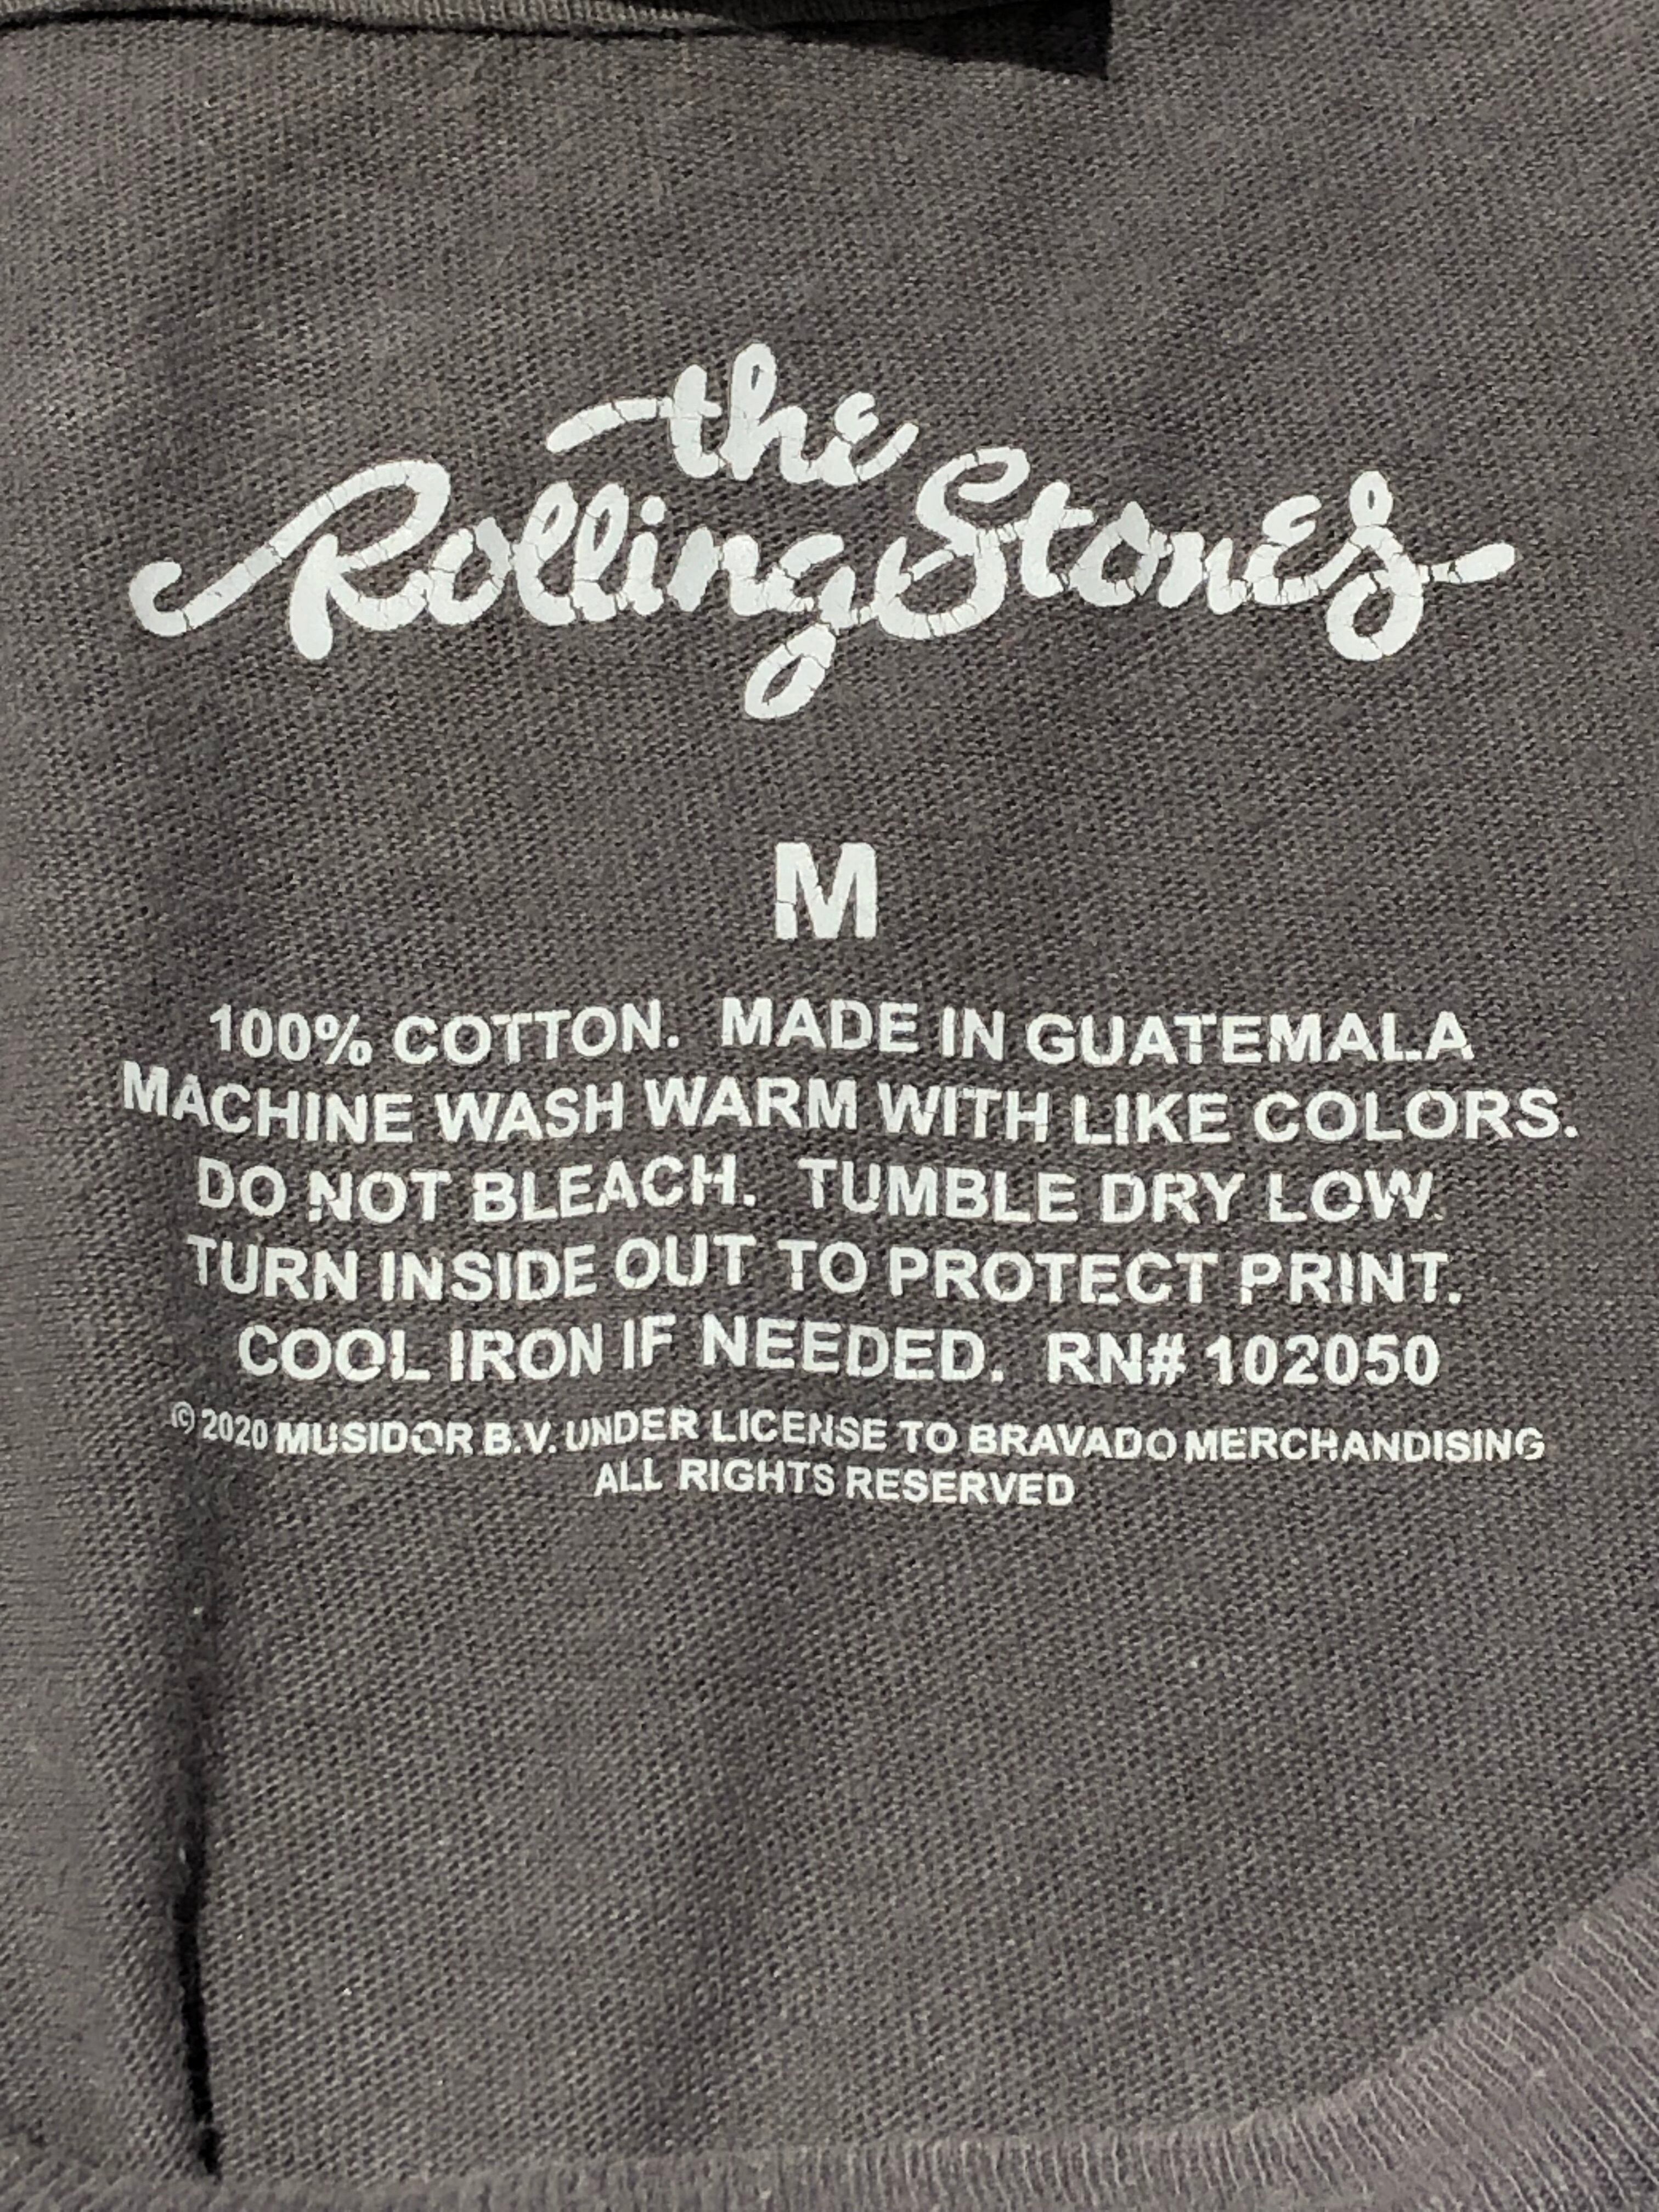 the
Rolling Stones
M
100% COTTON. MADE IN GUATEMALA
MACHINE WASH WARM WITH LIKE COLORS.
DO NOT BLEACH. TUMBLE DRY LOW.
TURN INSIDE OUT TO PROTECT PRINT.
COOL IRON IF NEEDED. RN# 102050
© 2020 MUSIDOR B.V. UNDER LICENSE TO BRAVADO MERCHANDISING
ALL RIGHTS RESERVED